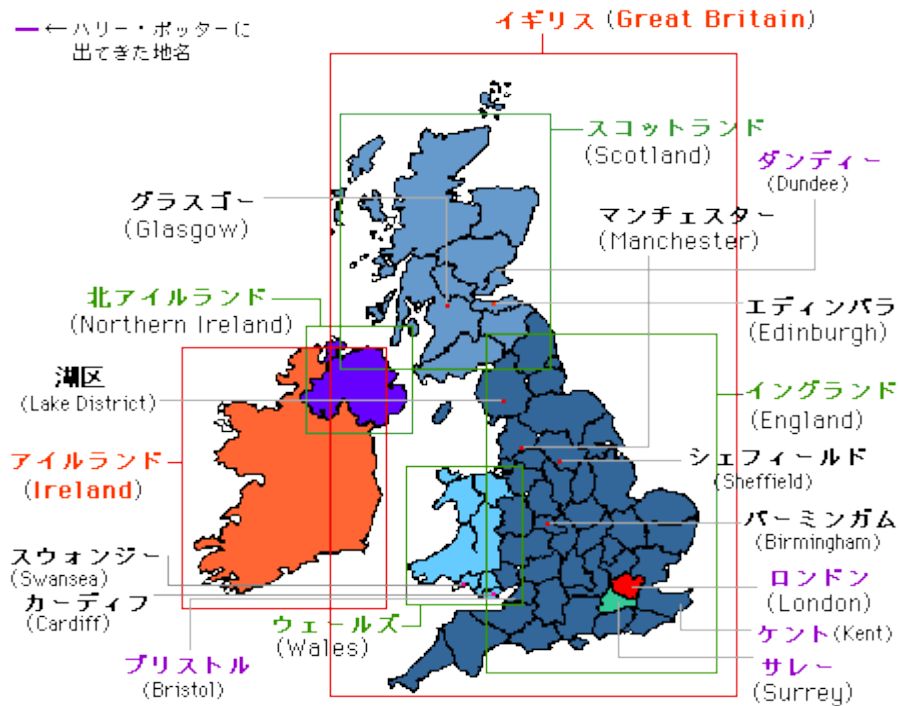 イギリス (Great Britain)
←ハリー・ポッターに
出てきた地名
スコットランド
(Scotland)
ダンディー
(Dundee)
グラスゴー
(Glasgow)
マンチェスター
(Manchester)
北アイルランド
(Northern Ireland)
エディンバラ
(Edinburgh)
湖区
(Lake District)
イングランド
(England)
アイルランド
(Ireland)
シェフィールド
(Sheffield)
バーミンガム
(Birmingham)
スウォンジー
(Swansea)
カーディフ
(Cardiff)
ウェールズ
(Wales)
ロンドン
(London)
ケント(Kent)
ブリストル
(Bristol)
サレー
(Surrey)